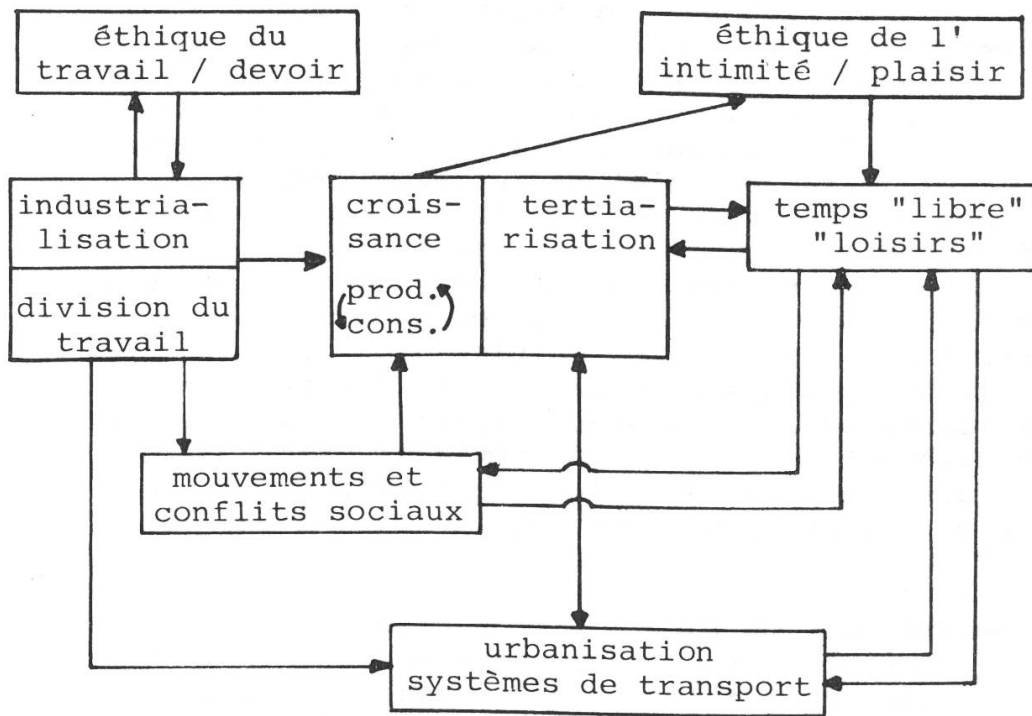 éthique du
travail / devoir
éthique de l'
intimité / plaisir
industria-
lisation
division du
travail
crois-
sance
prod.
cons.
tertia-
risation
temps "libre"
"loisirs"
mouvements et
conflits sociaux
urbanisation
systèmes de transport